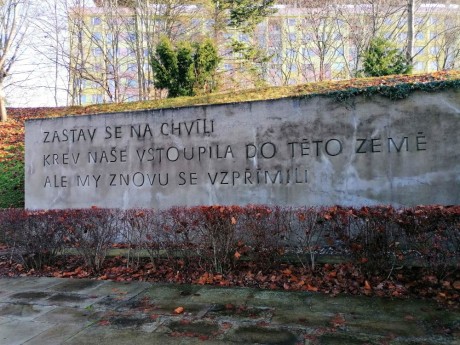 ZASTAV SE NA CHVÍLI
KREV NAŠE VSTOUPILA DO TÉTO ZEMĚ
ALE MY ZNOVU SE VZPŘÍMILI